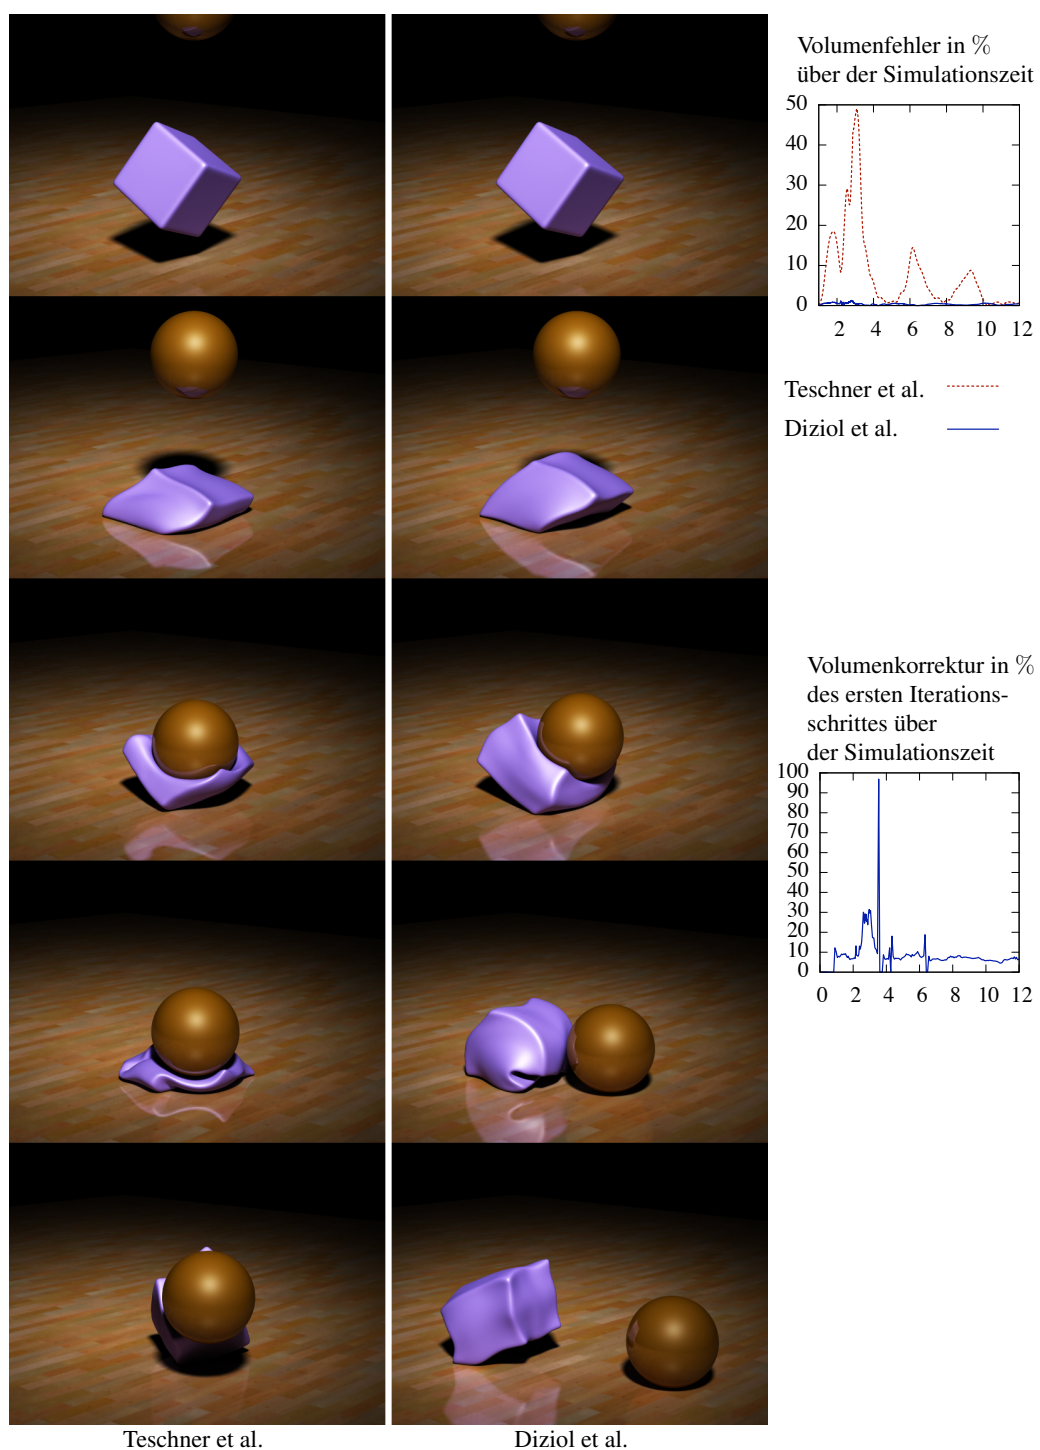 Volumenfehler in %
über der Simulationszeit
50
40
30
20
10
0
2 4 6 8 10 12
Teschner et al.
Diziol et al.
Volumenkorrektur in %
des ersten Iterations-
schrittes über
der Simulationszeit
100
90
80
70
60
50
40
30
20
10
0
0 2 4 6 8 10 12
Teschner et al.
Diziol et al.